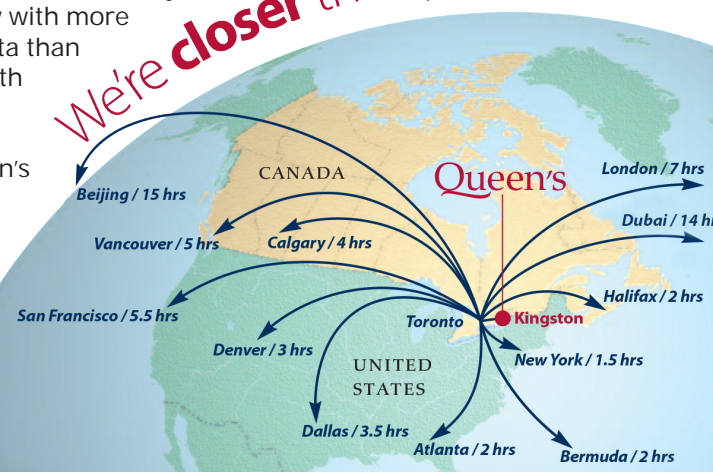 with more
ta than
th
n's
We're closer
CANADA
Queen's
London / 7 hrs
Beijing / 15 hrs
Dubai / 14 h
Vancouver / 5 hrs
Calgary / 4 hrs
Halifax / 2 hrs
San Francisco / 5.5 hrs
Toronto
Kingston
Denver / 3 hrs
New York / 1.5 hrs
UNITED
STATES
Dallas / 3.5 hrs
Atlanta / 2 hrs
Bermuda / 2 hrs